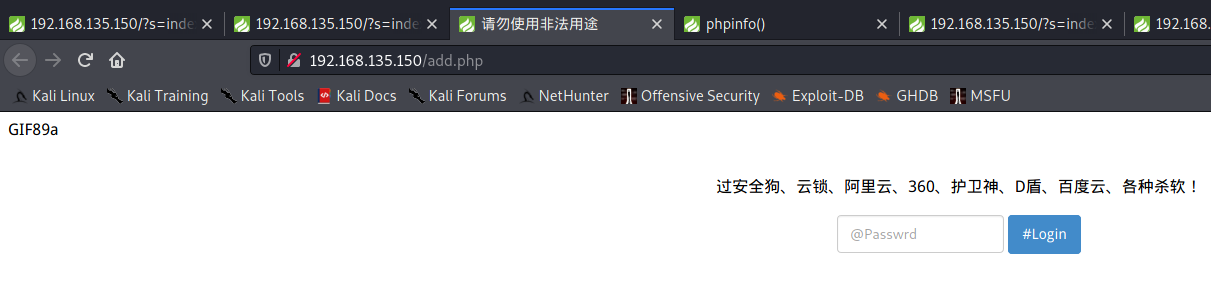 192.168.135.150/?s=inde 192.168.135.150/?s=inde 请勿使用非法用途 phpinfo() 192.168.135.150/?s=inde 192.168.
192.168.135.150/add.php
Kali Linux Kali Training Kali Tools Kali Docs Kali Forums NetHunter Offensive Security Exploit-DB GHDB MSFU
GIF89a
过安全狗、云锁、阿里云、360、护卫神、D盾、百度云、各种杀软！
@Passwrd #Login